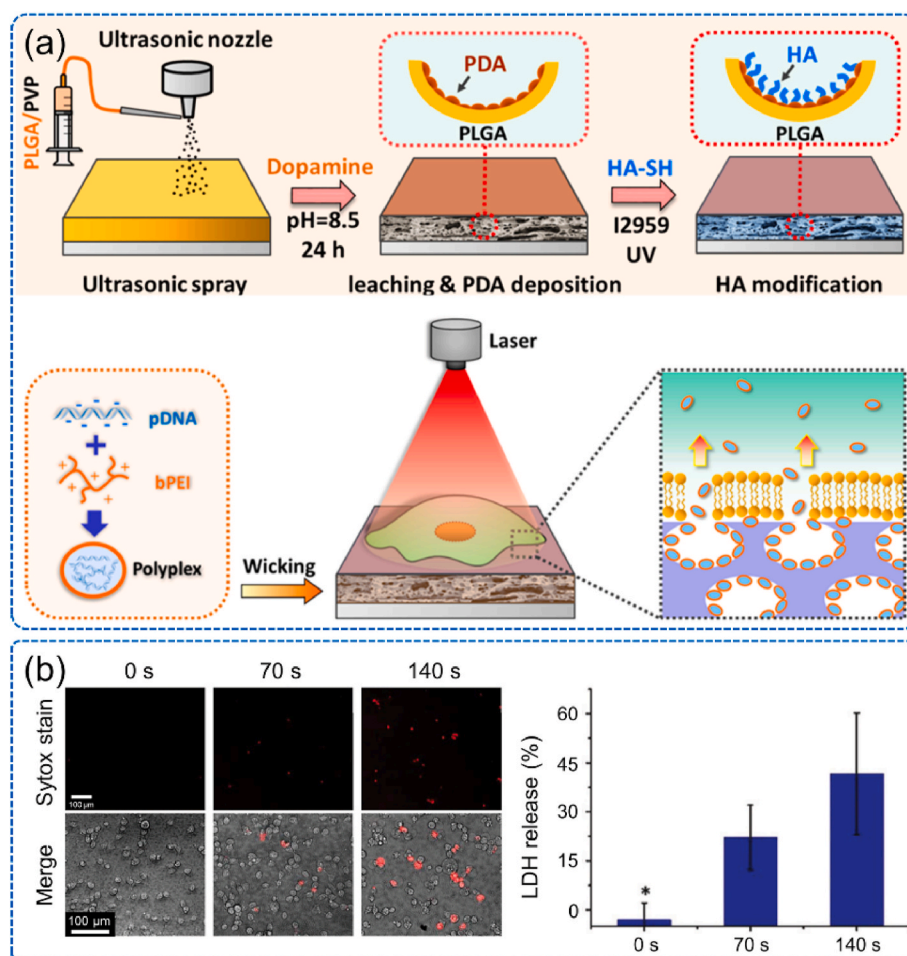 (a)
Ultrasonic nozzle
PLGA/PVP
Ultrasonic spray
Dopamine
pH=8.5
24 h
PDA
PLGA
leaching & PDA deposition
HA-SH
I2959
UV
HA
PLGA
HA modification
pDNA
+
bPEI
Polyplex
Wicking
Laser
(b)
0 s
70 s
140 s
Sytox stain
100 µm
Merge
100 µm
LDH release (%)
60
45
30
15
0
*
0 s
70 s
140 s